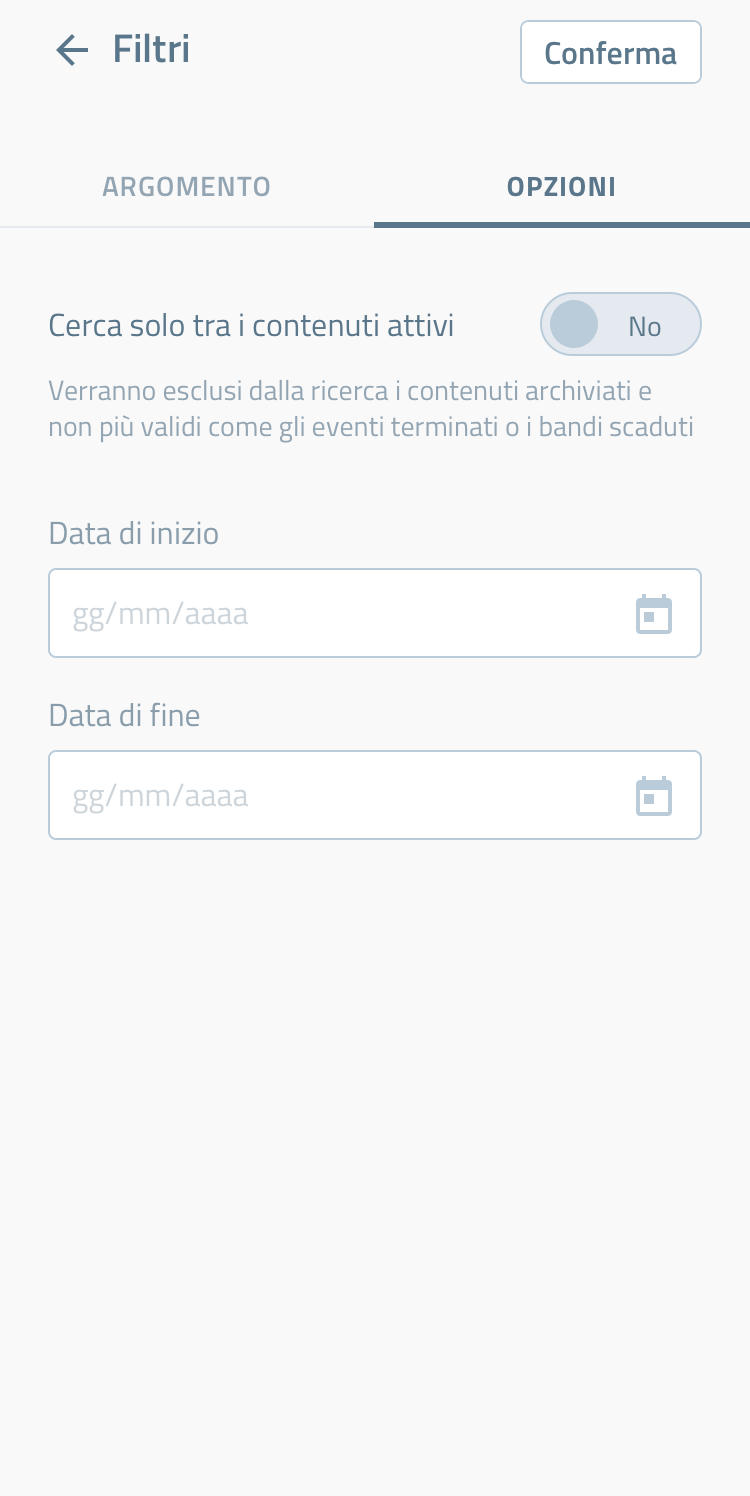 Filtri
Conferma
ARGOMENTO
OPZIONI
Cerca solo tra i contenuti attivi
No
Verranno esclusi dalla ricerca i contenuti archiviati e
non più validi come gli eventi terminati o i bandi scaduti
Data di inizio
gg/mm/aaaa
Data di fine
gg/mm/aaaa